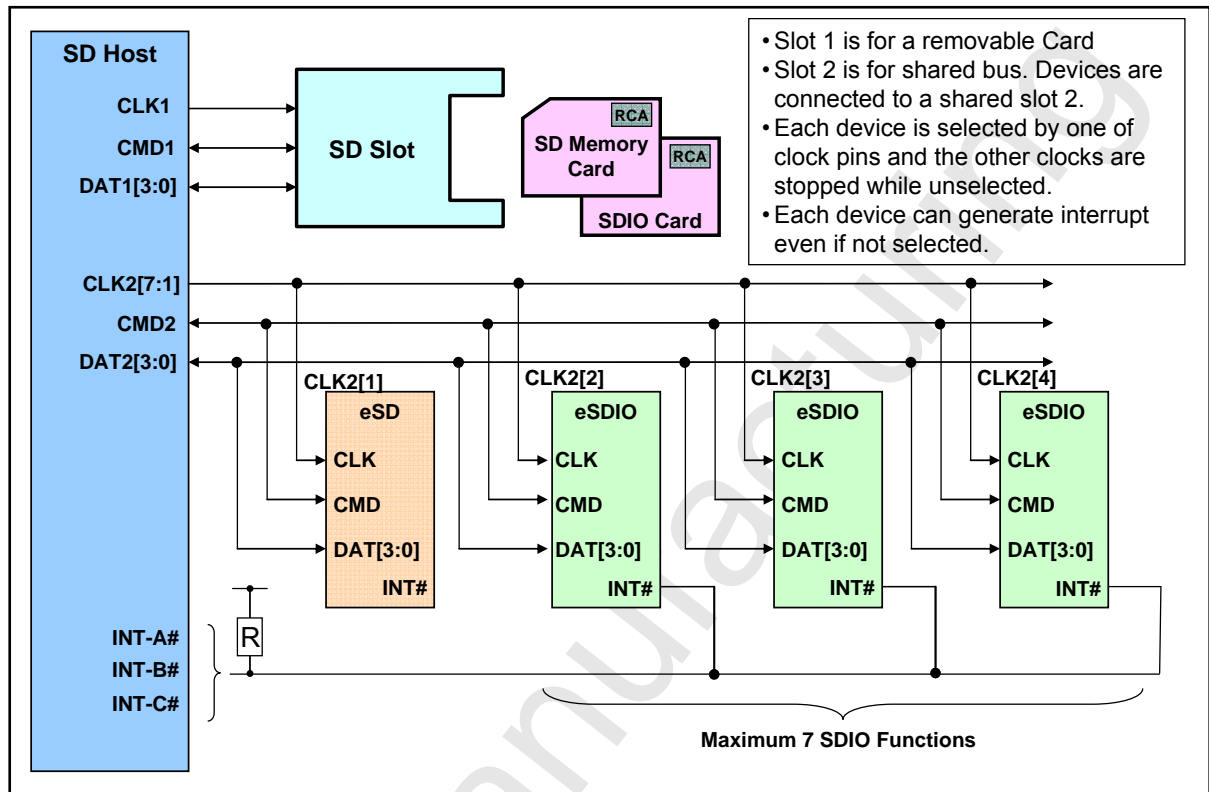 SD Host
CLK1
CMD1
DAT1[3:0]
SD Slot
RCA
SD Memory
Card
RCA
SDIO Card
• Slot 1 is for a removable Card
• Slot 2 is for shared bus. Devices are
connected to a shared slot 2.
• Each device is selected by one of
clock pins and the other clocks are
stopped while unselected.
• Each device can generate interrupt
even if not selected.
CLK2[7:1]
CMD2
DAT2[3:0]
CLK2[1]
eSD
CLK
CMD
DAT[3:0]
INT#
CLK2[2]
eSDIO
CLK
CMD
DAT[3:0]
INT#
CLK2[3]
eSDIO
CLK
CMD
DAT[3:0]
INT#
CLK2[4]
eSDIO
CLK
CMD
DAT[3:0]
INT#
R
INT-A#
INT-B#
INT-C#
Maximum 7 SDIO Functions